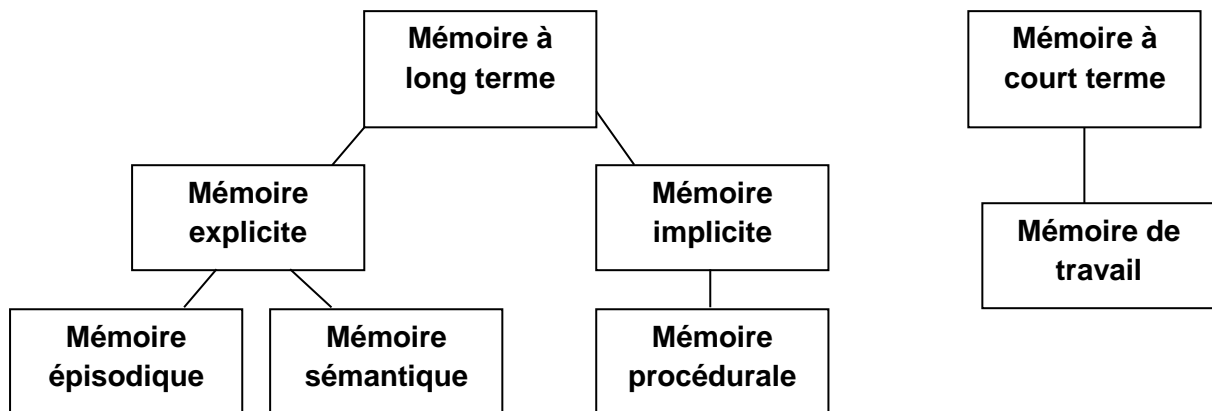 Mémoire à
long terme
Mémoire à
court terme
Mémoire
explicite
Mémoire
implicite
Mémoire de
travail
Mémoire
épisodique
Mémoire
sémantique
Mémoire
procédurale